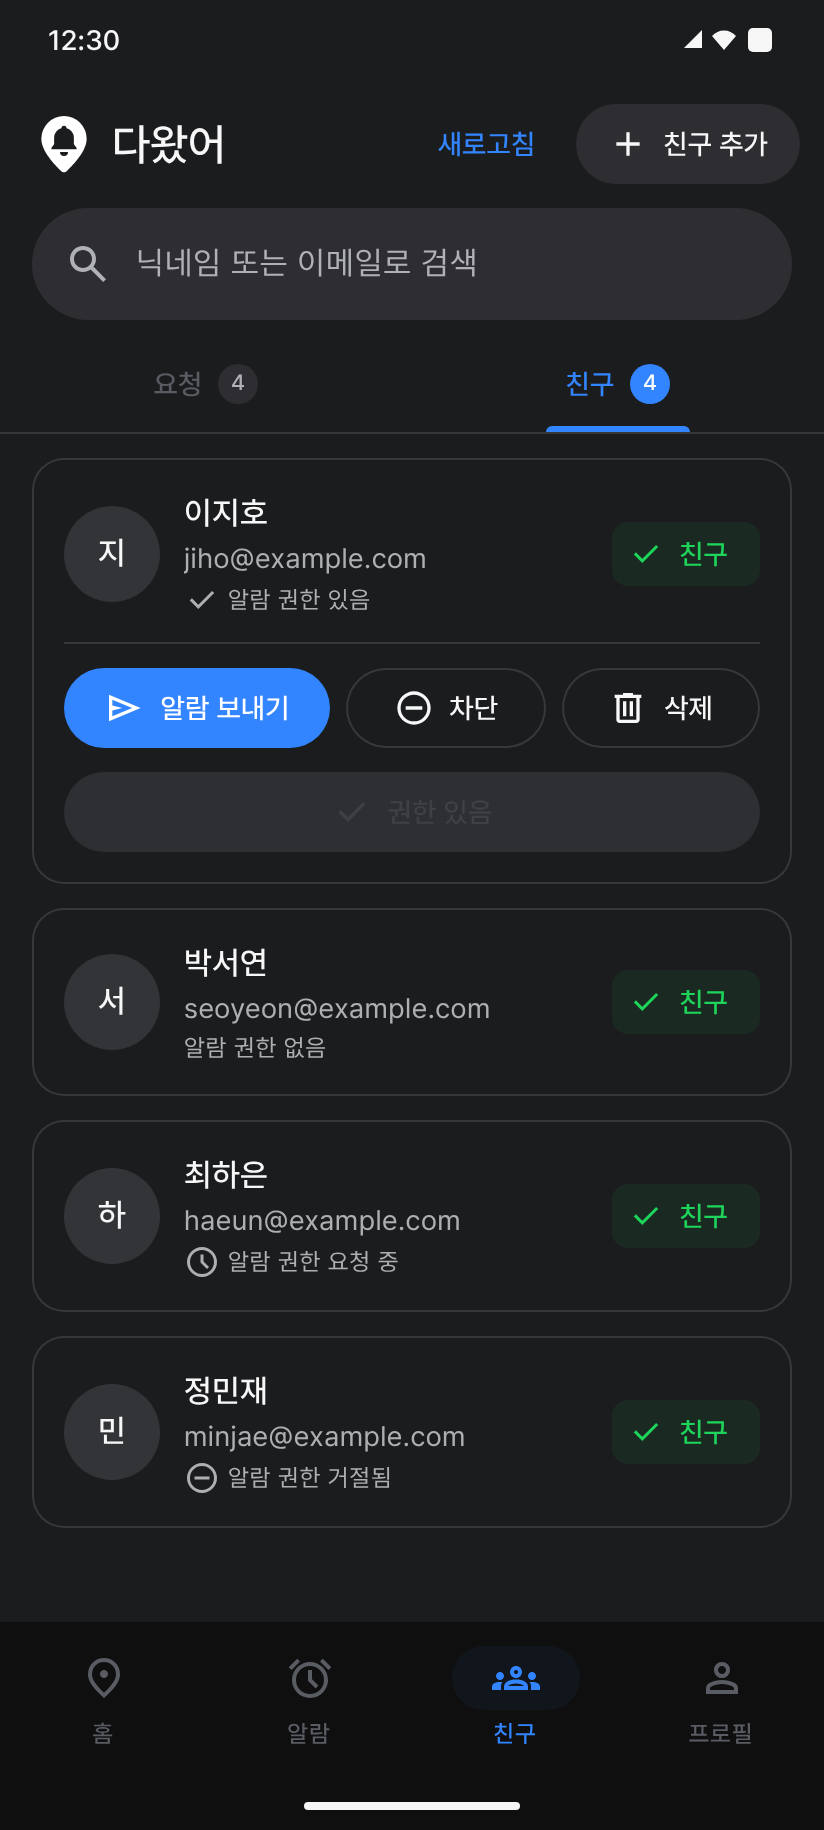 12:30
다왔어
새로고침
친구 추가
닉네임 또는 이메일로 검색
요청 4
친구 4
지
이지호
jiho@example.com
알람 권한 있음
친구
알람 보내기
차단
삭제
권한 있음
서
박서연
seoyeon@example.com
알람 권한 없음
친구
하
최하은
haeun@example.com
알람 권한 요청 중
친구
민
정민재
minjae@example.com
알람 권한 거절됨
친구
홈
알람
친구
프로필